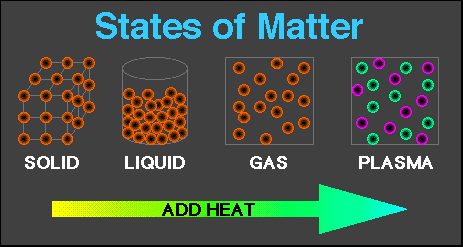 States of Matter
SOLID LIQUID GAS PLASMA
ADD HEAT